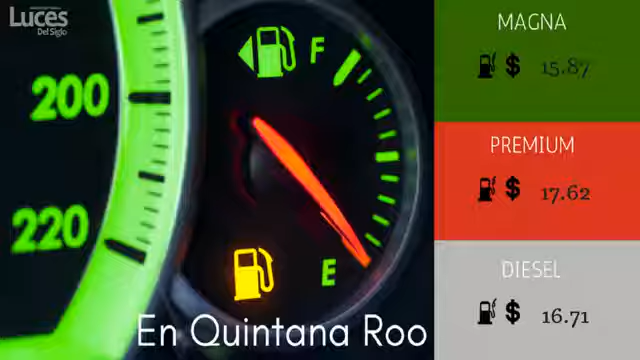 Luces
Del Siglo
200
220
F
E
En Quintana Roo
MAGNA
$ 15.87
PREMIUM
$ 17.62
DIESEL
$ 16.71